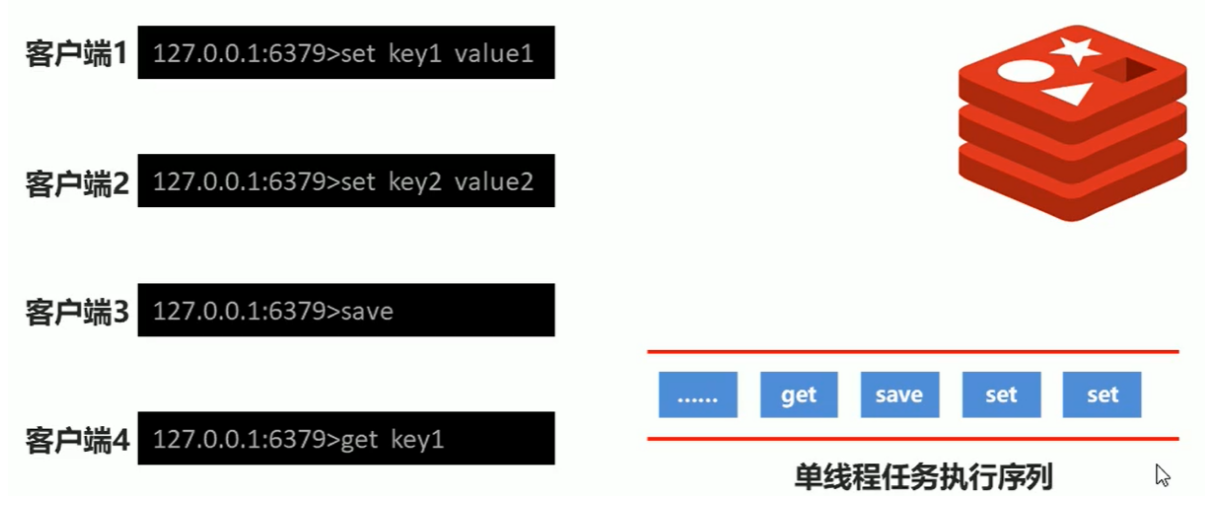 客户端1 127.0.0.1:6379>set key1 value1
客户端2 127.0.0.1:6379>set key2 value2
客户端3 127.0.0.1:6379>save
客户端4 127.0.0.1:6379>get key1
...... get save set set
单线程任务执行序列